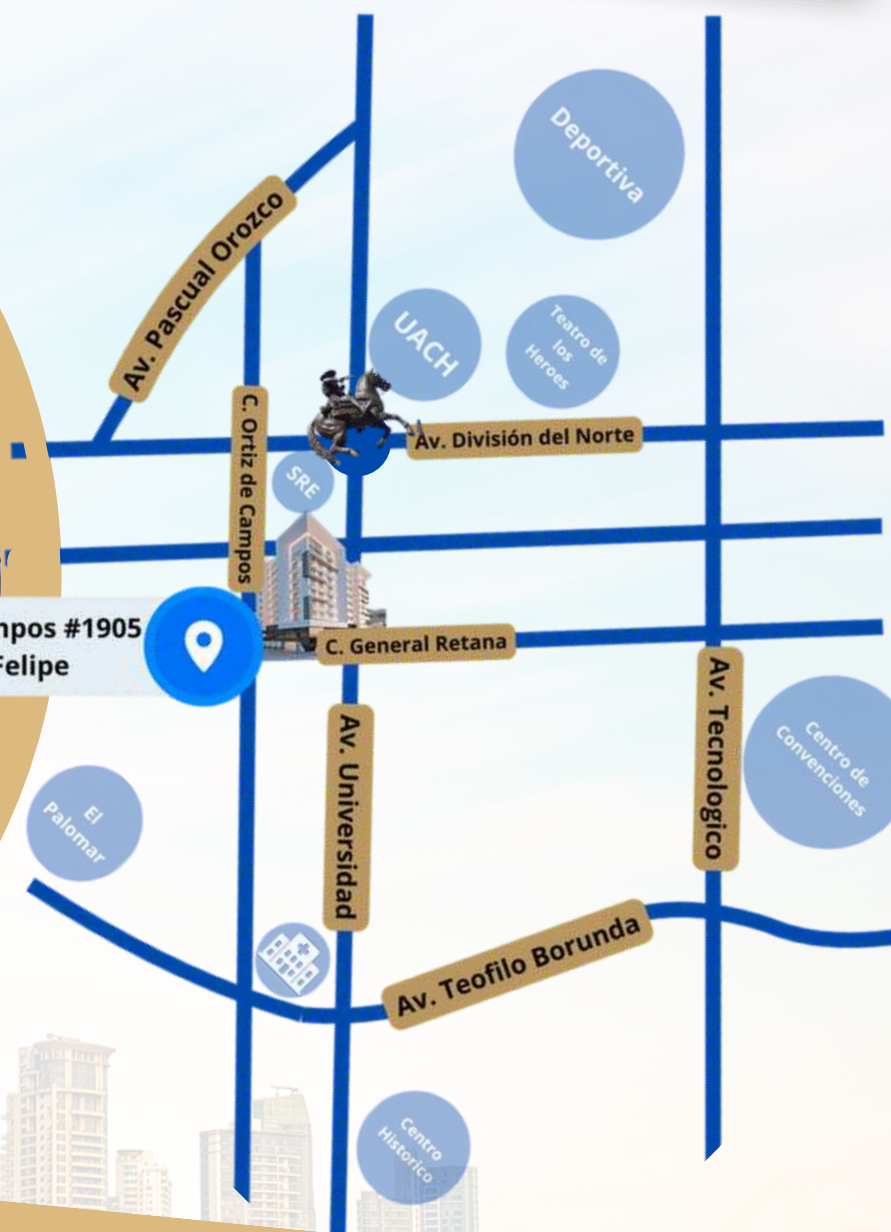 Deportiva
Av. Pascual Orozco
UACH
Teatro de
los
Heroes
C. Ortiz de Campos
Av. División del Norte
SRE
#1905
Felipe
C. General Retana
Av. Universidad
Av. Tecnologico
Centro de
Convenciones
El
Palomar
Av. Teofilo Borunda
Centro
Historico